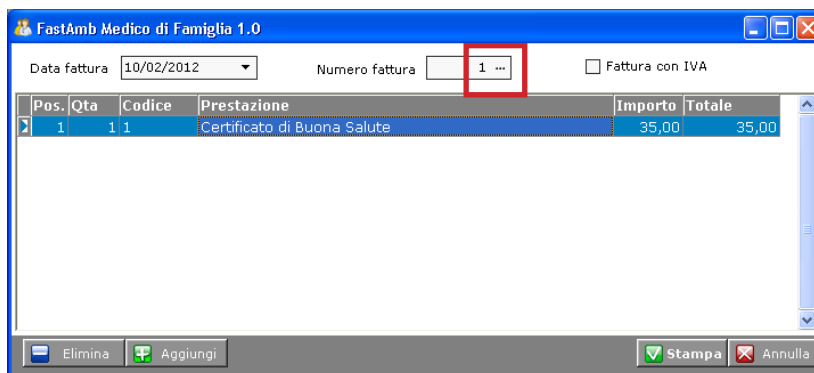 FastAmb Medico di Famiglia 1.0
Data fattura 10/02/2012 Numero fattura 1 ... Fattura con IVA
Pos. Qta Codice Prestazione Importo Totale
1 1 1 Certificato di Buona Salute 35,00 35,00
Elimina Aggiungi Stampa Annulla